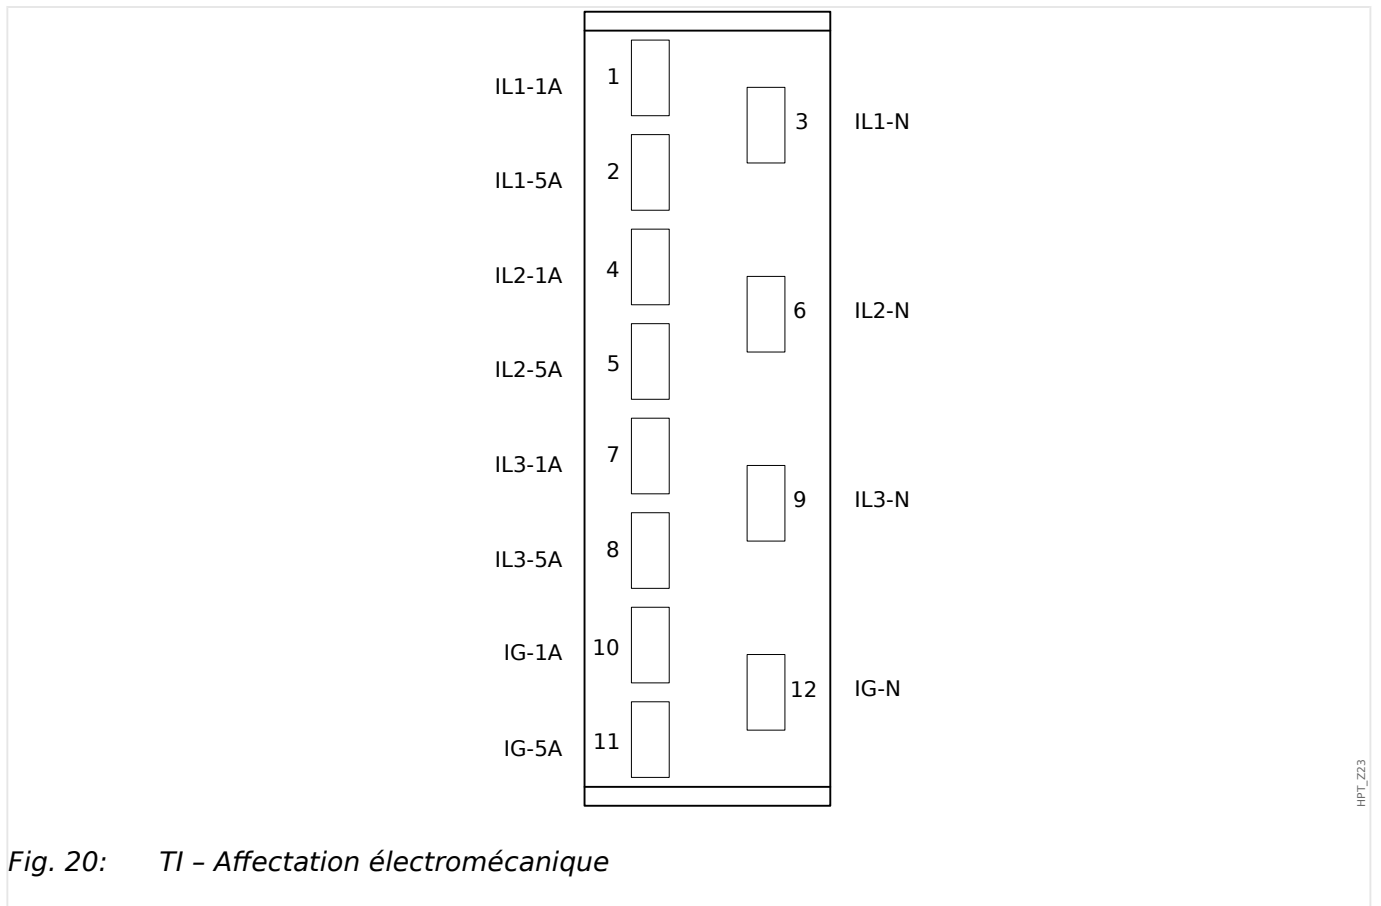 IL1-1A 1
3 IL1-N
IL1-5A 2
IL2-1A 4
6 IL2-N
IL2-5A 5
IL3-1A 7
9 IL3-N
IL3-5A 8
IG-1A 10
12 IG-N
IG-5A 11
HPT_Z23
Fig. 20: TI – Affectation électromécanique